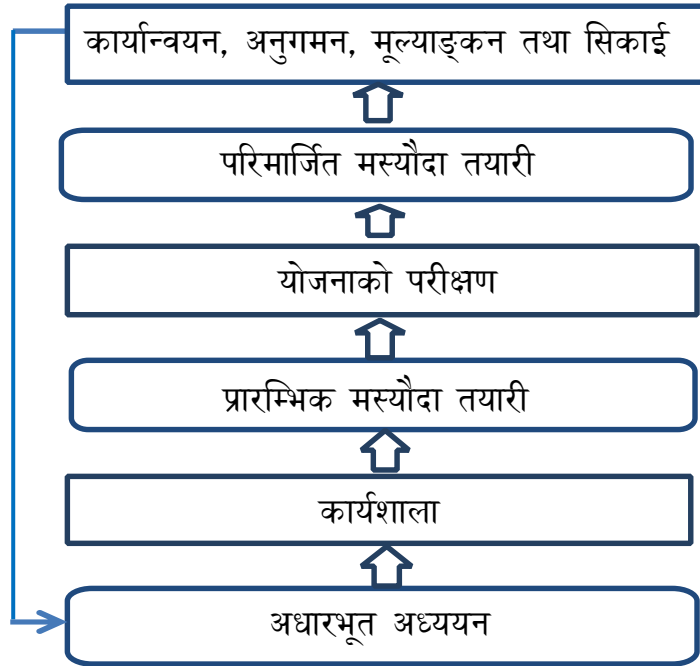 कार्यान्वयन, अनुगमन, मूल्याङ्कन तथा सिकाई
परिमार्जित मस्यौदा तयारी
योजनाको परीक्षण
प्रारम्भिक मस्यौदा तयारी
कार्यशाला
अधारभूत अध्ययन